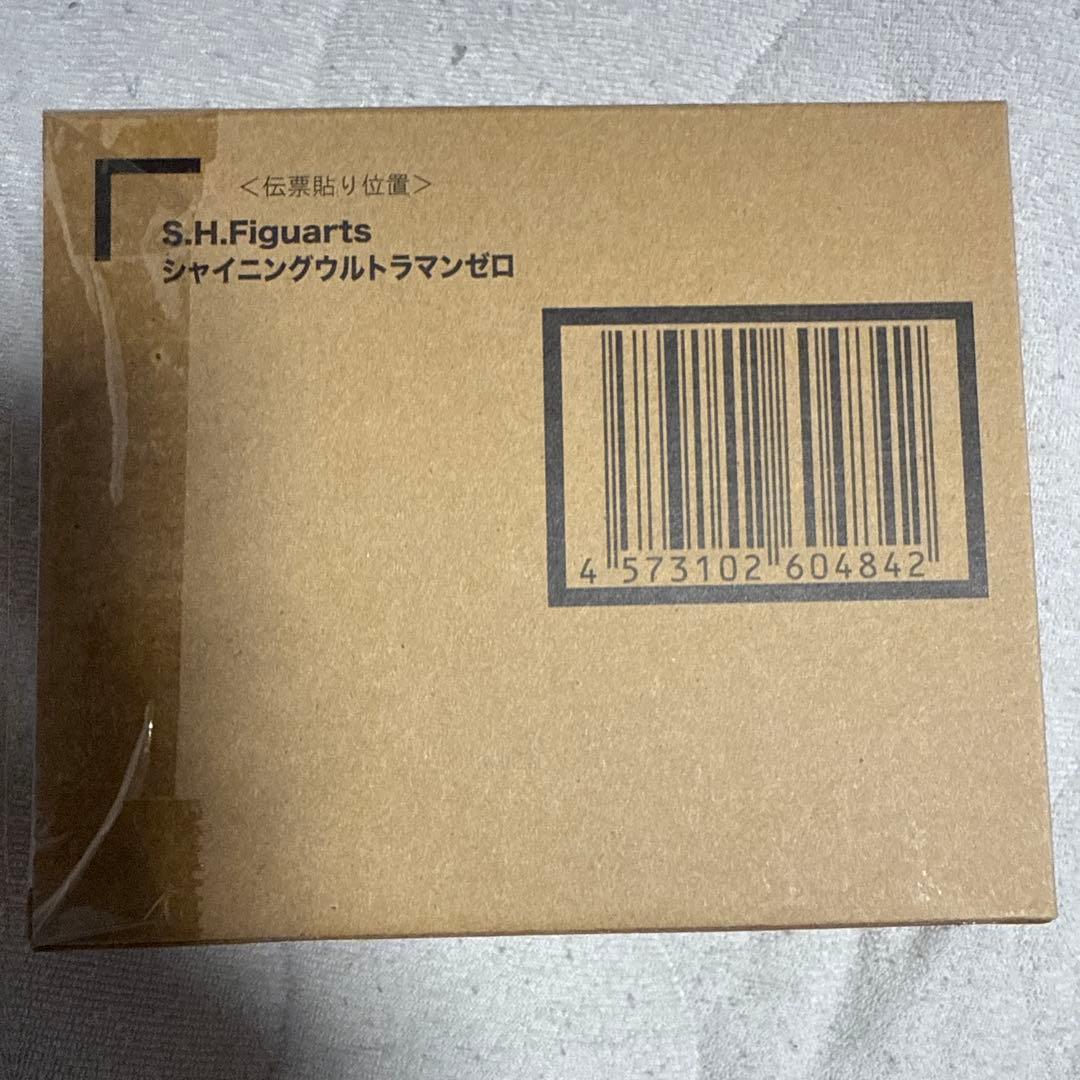 ＜伝票貼り位置＞
S.H.Figuarts
シャイニングウルトラマンゼロ
4 573102 604842